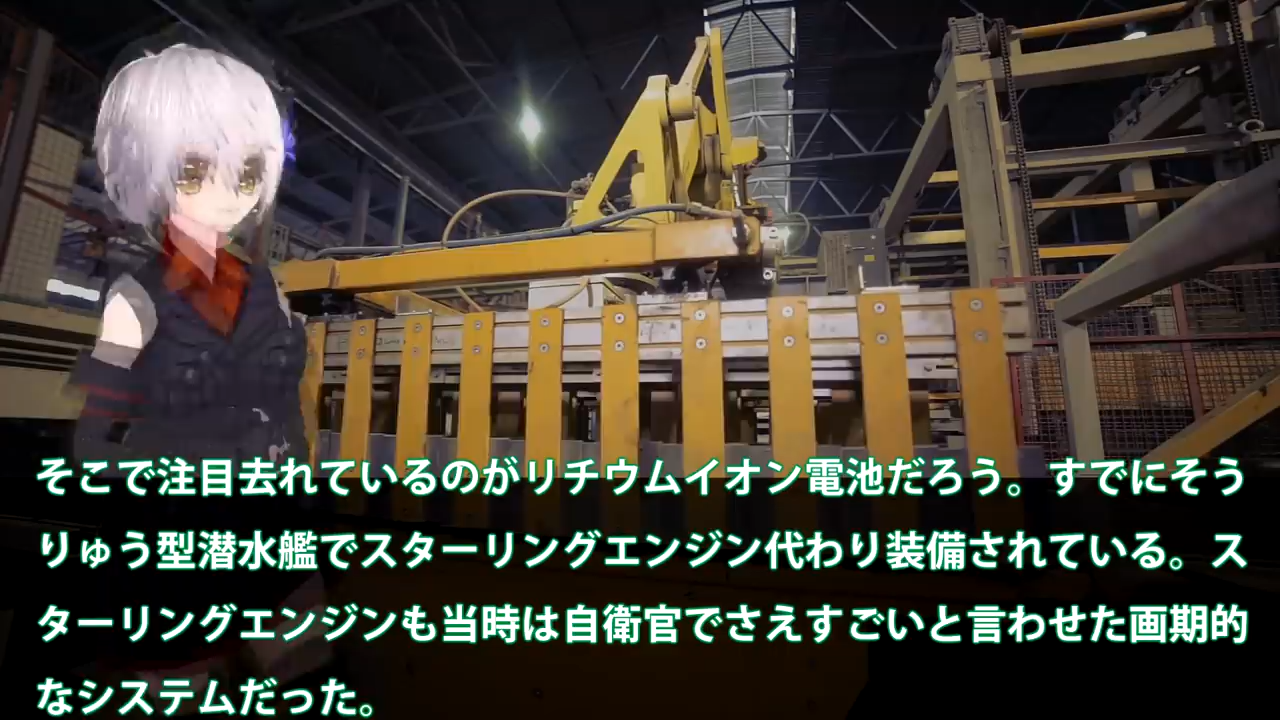 そこで注目去れているのがリチウムイオン電池だろう。すでにそう
りゅう型潜水艦でスターリングエンジン代わり装備されている。ス
ターリングエンジンも当時は自衛官でさえすごいと言わせた画期的
なシステムだった。